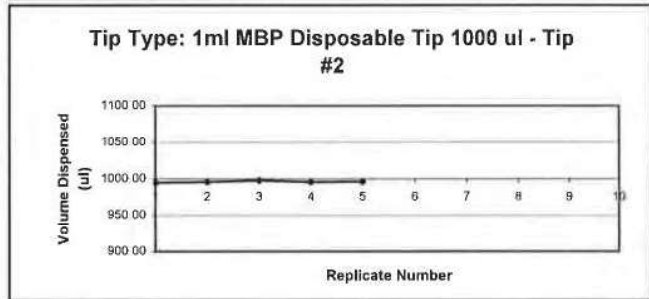 Tip Type: 1ml MBP Disposable Tip 1000 ul - Tip
#2
1100 00
1050 00
1000 00
950 00
900 00
Volume Dispensed
(ul)
1 2 3 4 5 6 7 8 9 10
Replicate Number